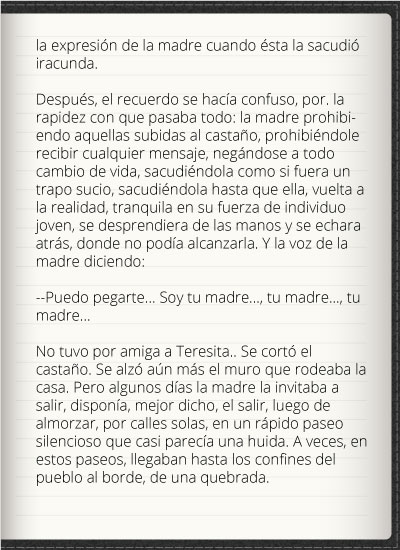 la expresión de la madre cuando ésta la sacudió
iracunda.
Después, el recuerdo se hacía confuso, por. la
rapidez con que pasaba todo: la madre prohibi-
endo aquellas subidas al castaño, prohibiéndole
recibir cualquier mensaje, negándose a todo
cambio de vida, sacudiéndola como si fuera un
trapo sucio, sacudiéndola hasta que ella, vuelta a
la realidad, tranquila en su fuerza de individuo
joven, se desprendiera de las manos y se echara
atrás, donde no podía alcanzarla. Y la voz de la
madre diciendo:
--Puedo pegarte... Soy tu madre..., tu madre..., tu
madre...
No tuvo por amiga a Teresita.. Se cortó el
castaño. Se alzó aún más el muro que rodeaba la
casa. Pero algunos días la madre la invitaba a
salir, disponía, mejor dicho, el salir, luego de
almorzar, por calles solas, en un rápido paseo
silencioso que casi parecía una huida. A veces, en
estos paseos, llegaban hasta los confines del
pueblo al borde, de una quebrada.